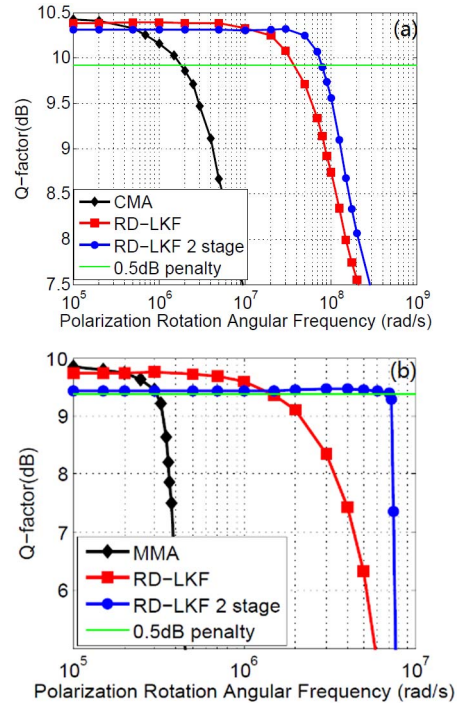 (a)
10.5
10
9.5
9
8.5
8
7.5
Q-factor(dB)
CMA
RD-LKF
RD-LKF 2 stage
0.5dB penalty
10^5 10^6 10^7 10^8 10^9
Polarization Rotation Angular Frequency (rad/s)
(b)
10
9
8
7
6
Q-factor(dB)
MMA
RD-LKF
RD-LKF 2 stage
0.5dB penalty
10^5 10^6 10^7
Polarization Rotation Angular Frequency (rad/s)